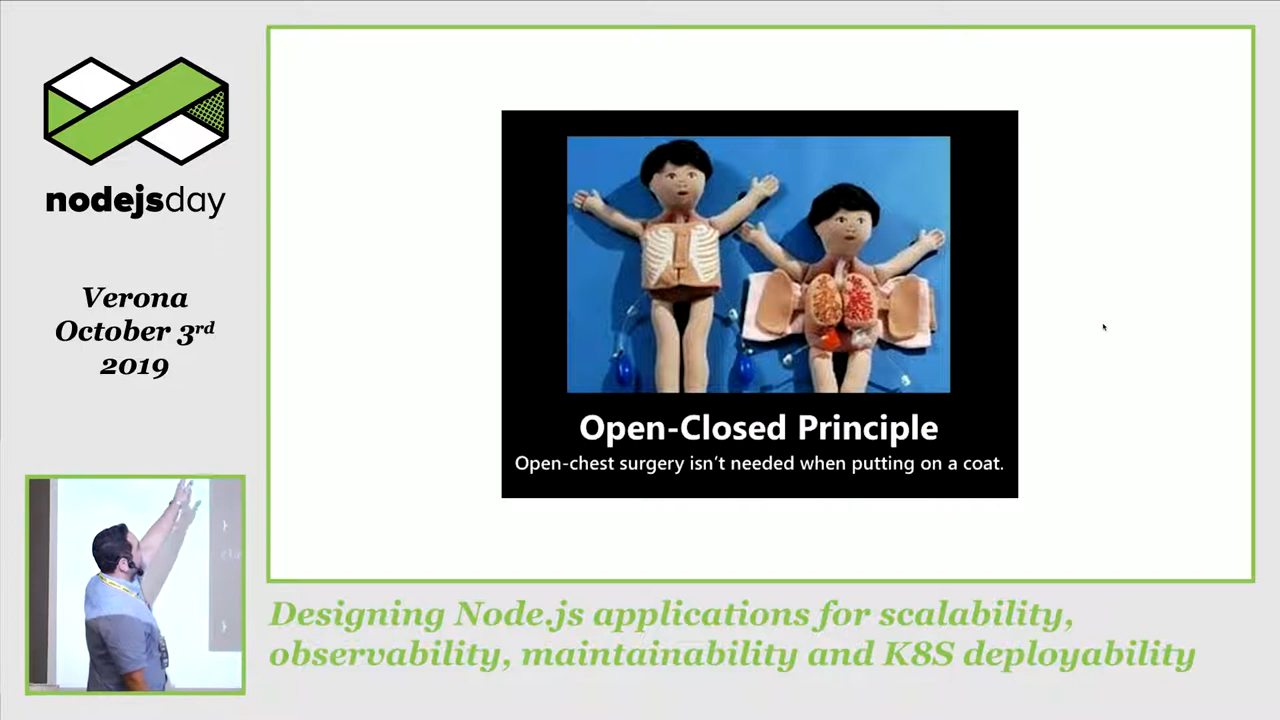 nodejsday
Verona
October 3rd
2019
Open-Closed Principle
Open-chest surgery isn't needed when putting on a coat.
Designing Node.js applications for scalability,
observability, maintainability and K8S deployability